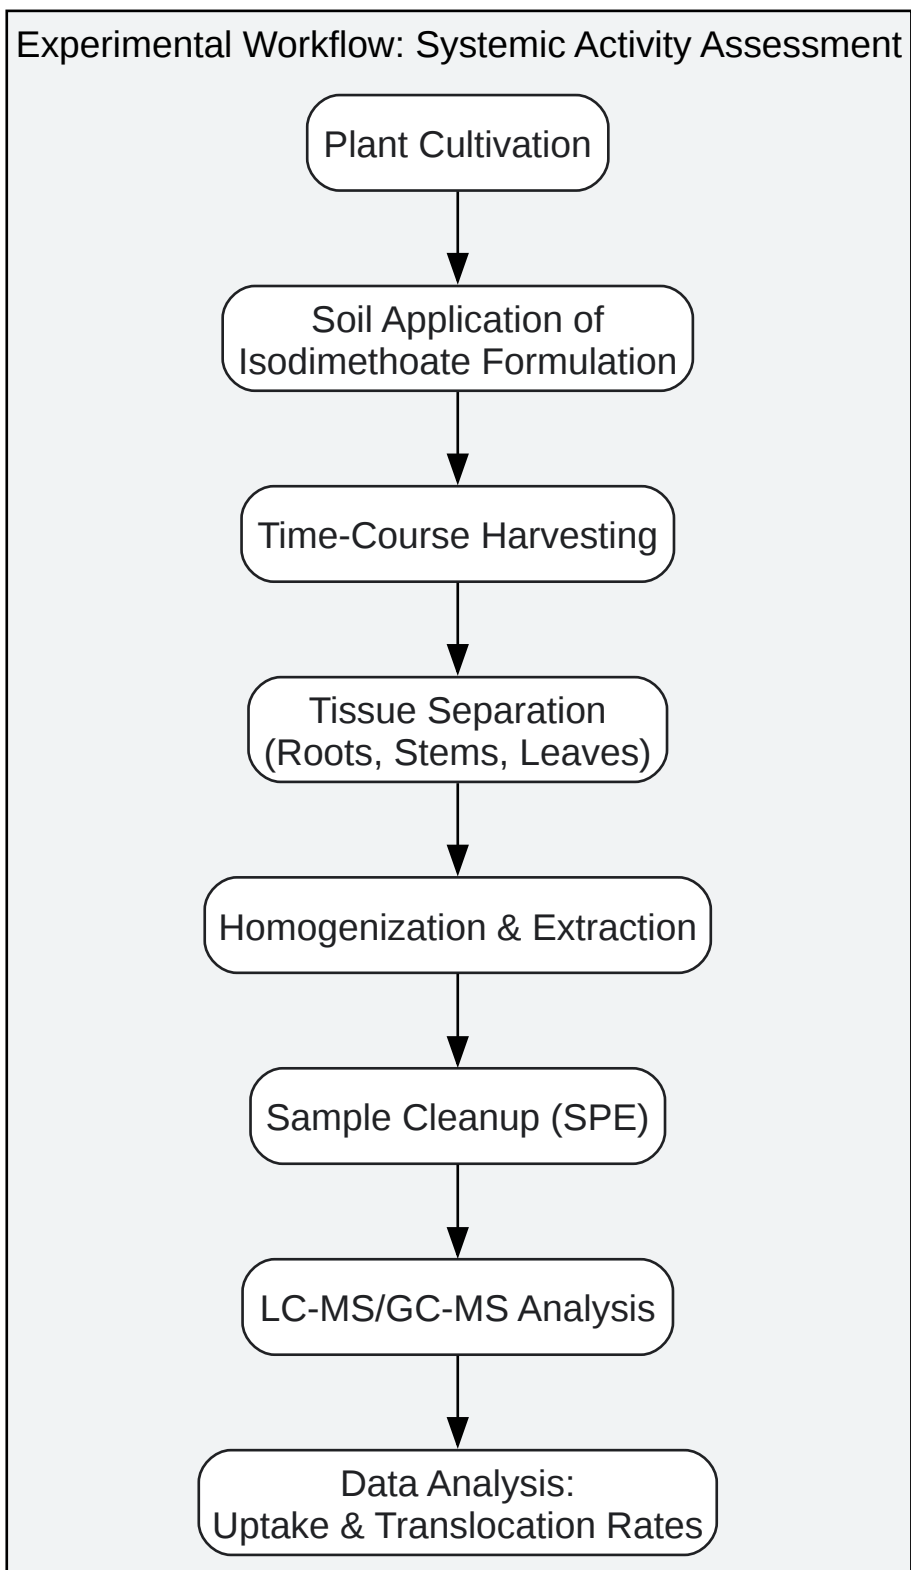 Experimental Workflow: Systemic Activity Assessment
Plant Cultivation
Soil Application of
Isodimethoate Formulation
Time-Course Harvesting
Tissue Separation
(Roots, Stems, Leaves)
Homogenization & Extraction
Sample Cleanup (SPE)
LC-MS/GC-MS Analysis
Data Analysis:
Uptake & Translocation Rates